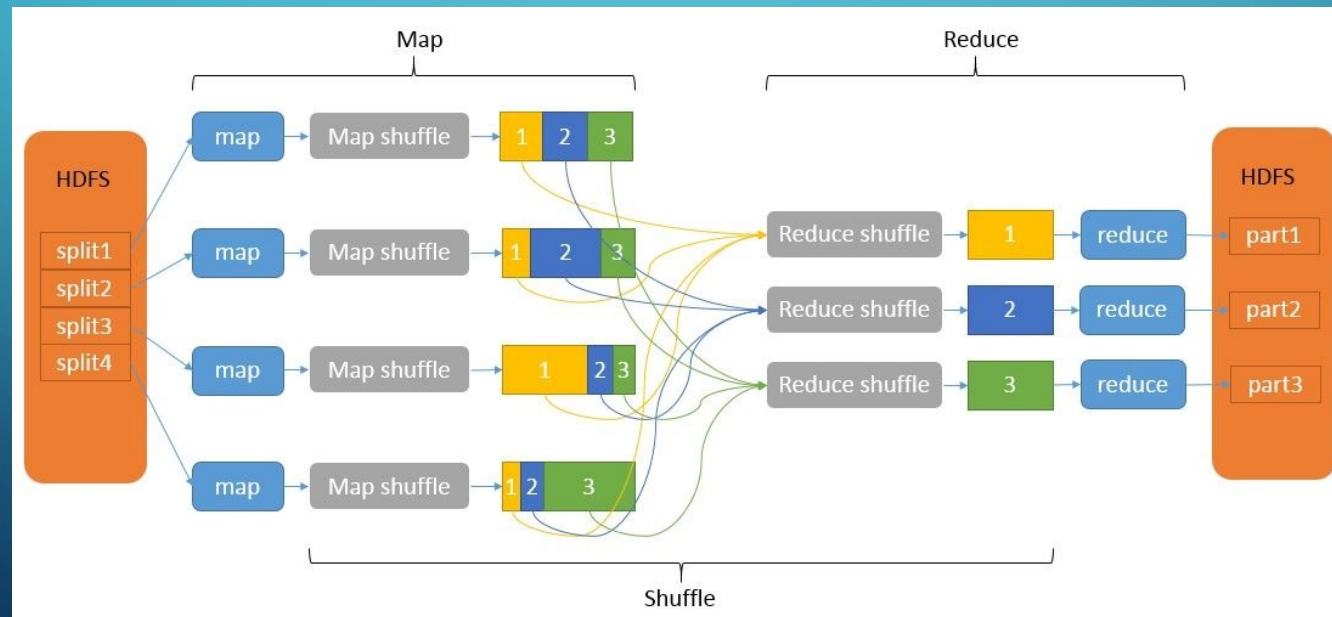 Map
Reduce
HDFS
split1
split2
split3
split4
map
Map shuffle
1 2 3
map
Map shuffle
1 2 3
map
Map shuffle
1 2 3
map
Map shuffle
1 2 3
Reduce shuffle
1
reduce
Reduce shuffle
2
reduce
Reduce shuffle
3
reduce
HDFS
part1
part2
part3
Shuffle